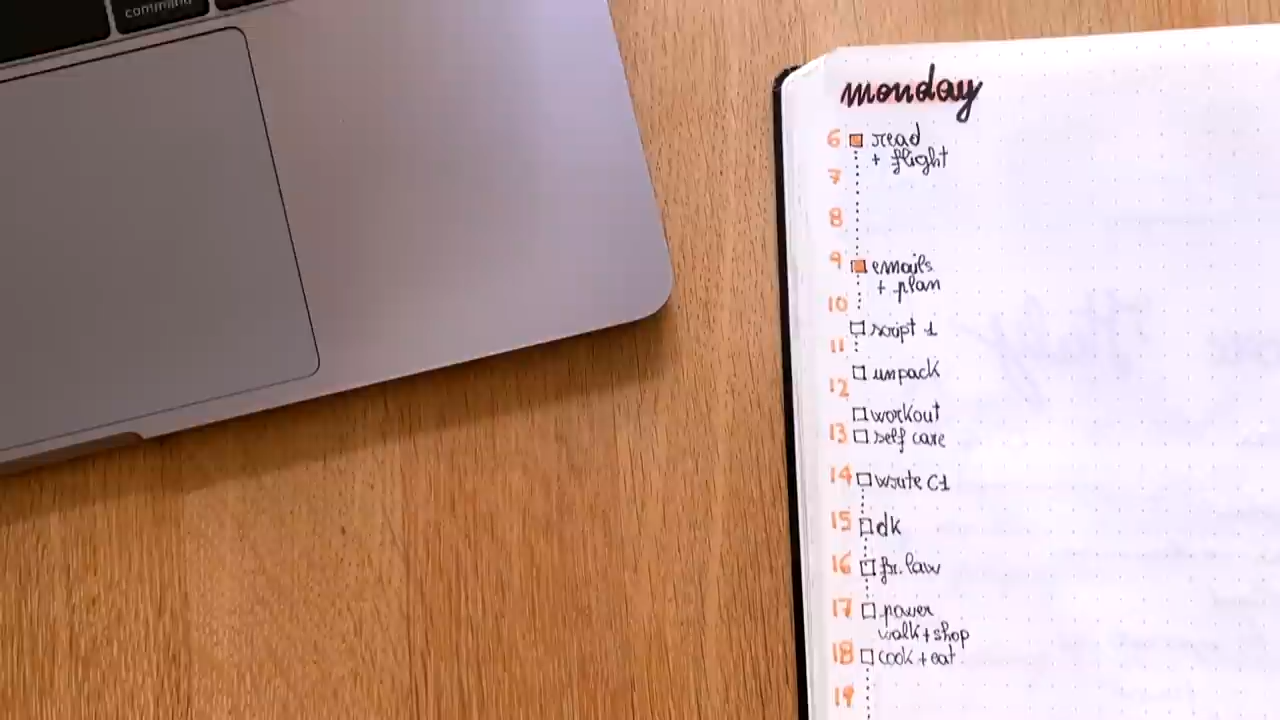 command
monday
6 read
+ flight
7
8
9 emails
+ plan
10
script 1
11
unpack
12
workout
13 self care
14 write C1
15 dk
16 fr. law
17 power
walk + shop
18 cook + eat
19